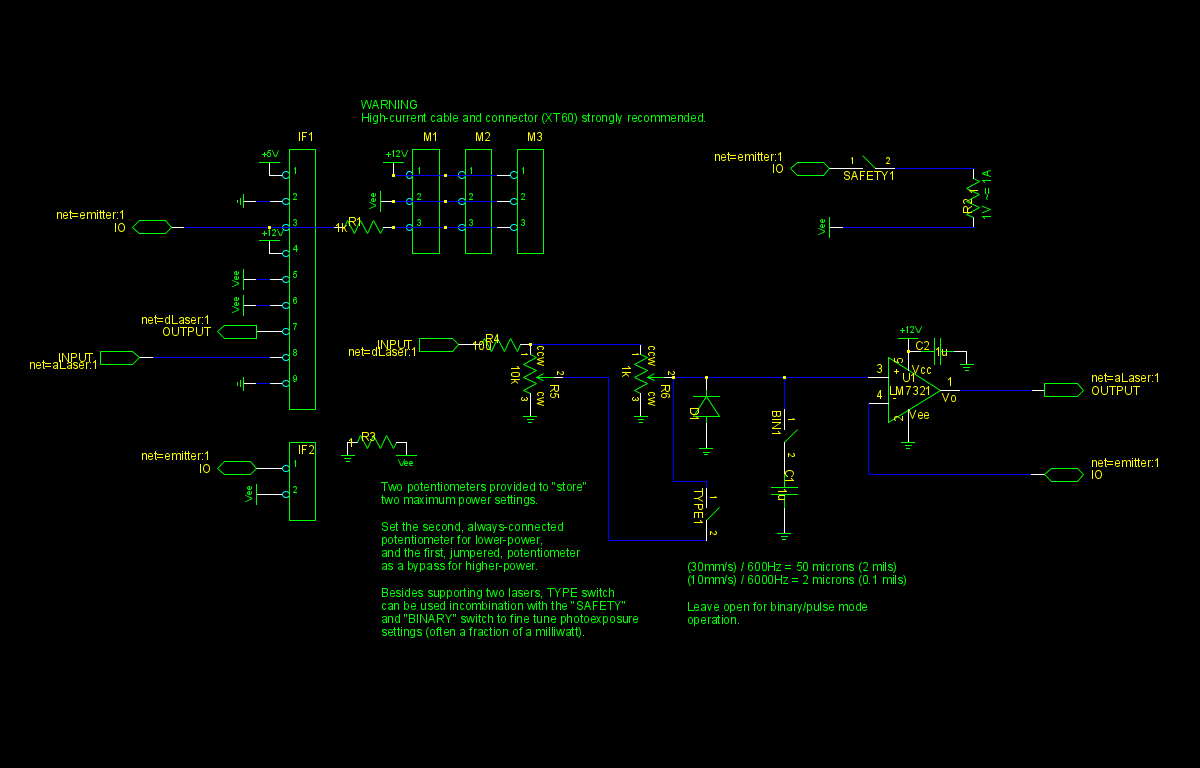 WARNING
High-current cable and connector (XT60) strongly recommended.
IF1
M1
M2
M3
+5V
+12V
1
2
3
4
5
6
7
8
9
1
2
3
1
2
3
1
2
3
Vee
net=emitter:1
IO
+12V
R1
1k
Vee
Vee
net=dLaser:1
OUTPUT
INPUT
net=aLaser:1
net=emitter:1
IO
1
2
SAFETY1
R2
1
1V ~= 1A
Vee
INPUT
net=dLaser:1
R4
100
ccw
1
10k
2
R5
3
cw
ccw
1
1k
2
R6
3
cw
D1
BIN1
1
2
C1
1u
TYPE1
1
2
+12V
C2
1u
3
4
5
+
-
U1
Vcc
LM7321
1
Vo
2
Vee
net=aLaser:1
OUTPUT
net=emitter:1
IO
IF2
1
2
net=emitter:1
IO
Vee
R3
1
Vee
Two potentiometers provided to "store"
two maximum power settings.
Set the second, always-connected
potentiometer for lower-power,
and the first, jumpered, potentiometer
as a bypass for higher-power.
Besides supporting two lasers, TYPE switch
can be used incombination with the "SAFETY"
and "BINARY" switch to fine tune photoexposure
settings (often a fraction of a milliwatt).
(30mm/s) / 600Hz = 50 microns (2 mils)
(10mm/s) / 6000Hz = 2 microns (0.1 mils)
Leave open for binary/pulse mode
operation.